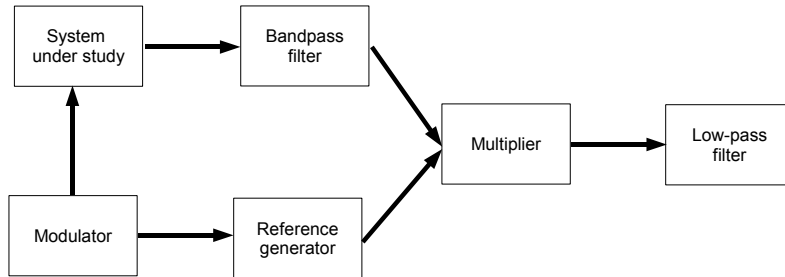 System
under study
Bandpass
filter
Multiplier
Low-pass
filter
Modulator
Reference
generator